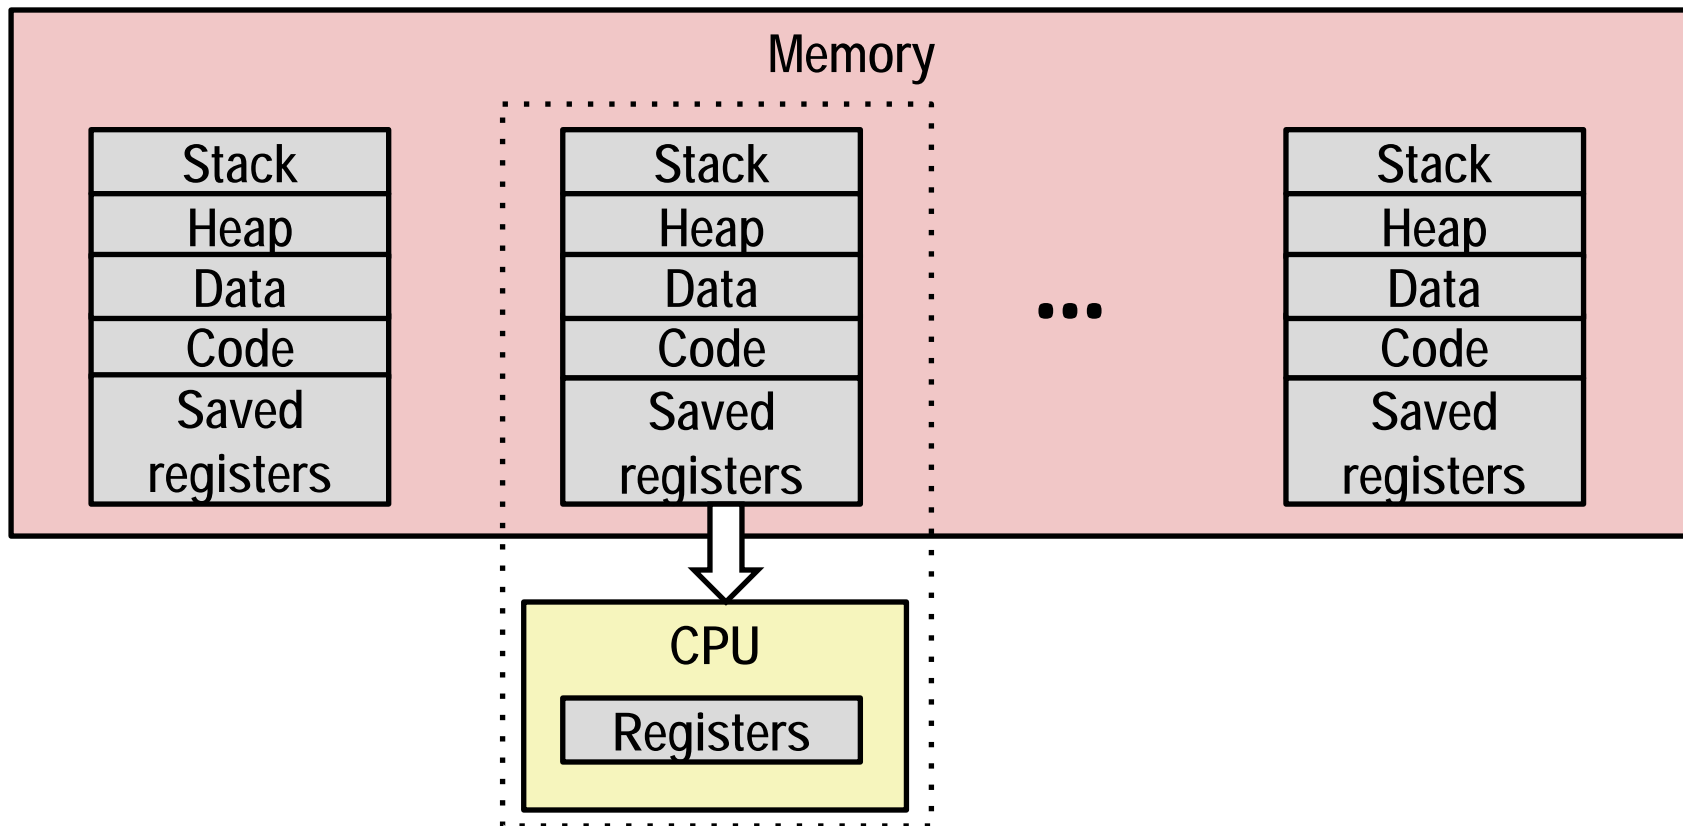 Memory
Stack
Heap
Data
Code
Saved
registers
Stack
Heap
Data
Code
Saved
registers
...
Stack
Heap
Data
Code
Saved
registers
CPU
Registers